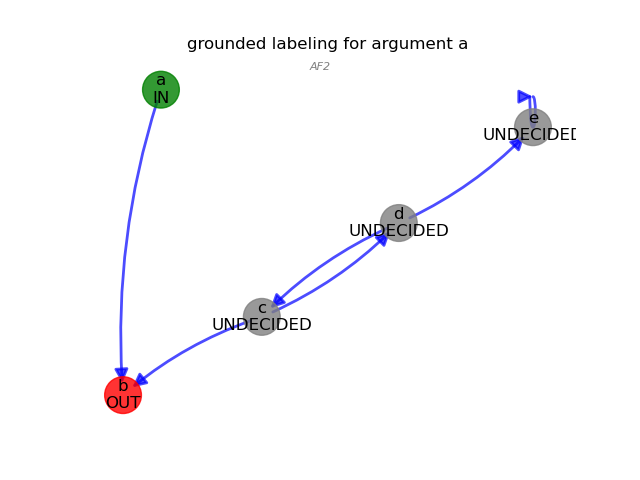 grounded labeling for argument a
AF2
a
IN
e
UNDECIDED
d
UNDECIDED
c
UNDECIDED
b
OUT